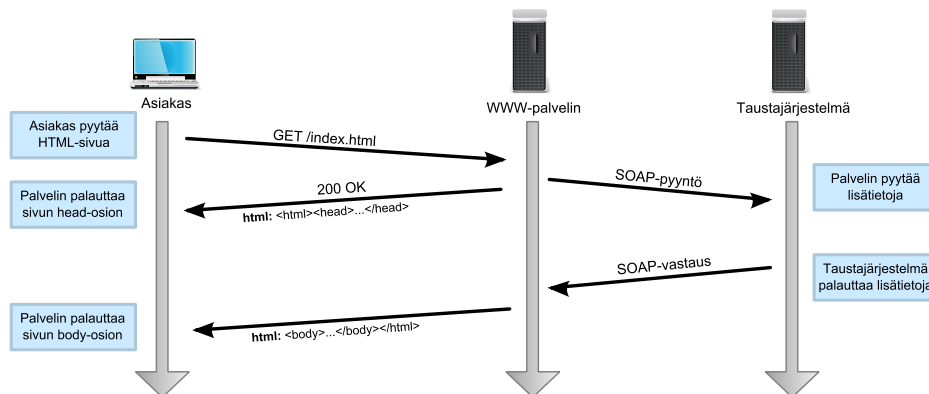 Asiakas
WWW-palvelin
Taustajärjestelmä
Asiakas pyytää
HTML-sivua
GET /index.html
SOAP-pyyntö
Palvelin pyytää
lisätietoja
200 OK
html: <html><head>...</head>
Palvelin palauttaa
sivun head-osion
SOAP-vastaus
Taustajärjestelmä
palauttaa lisätietoja
Palvelin palauttaa
sivun body-osion
html: <body>...</body></html>